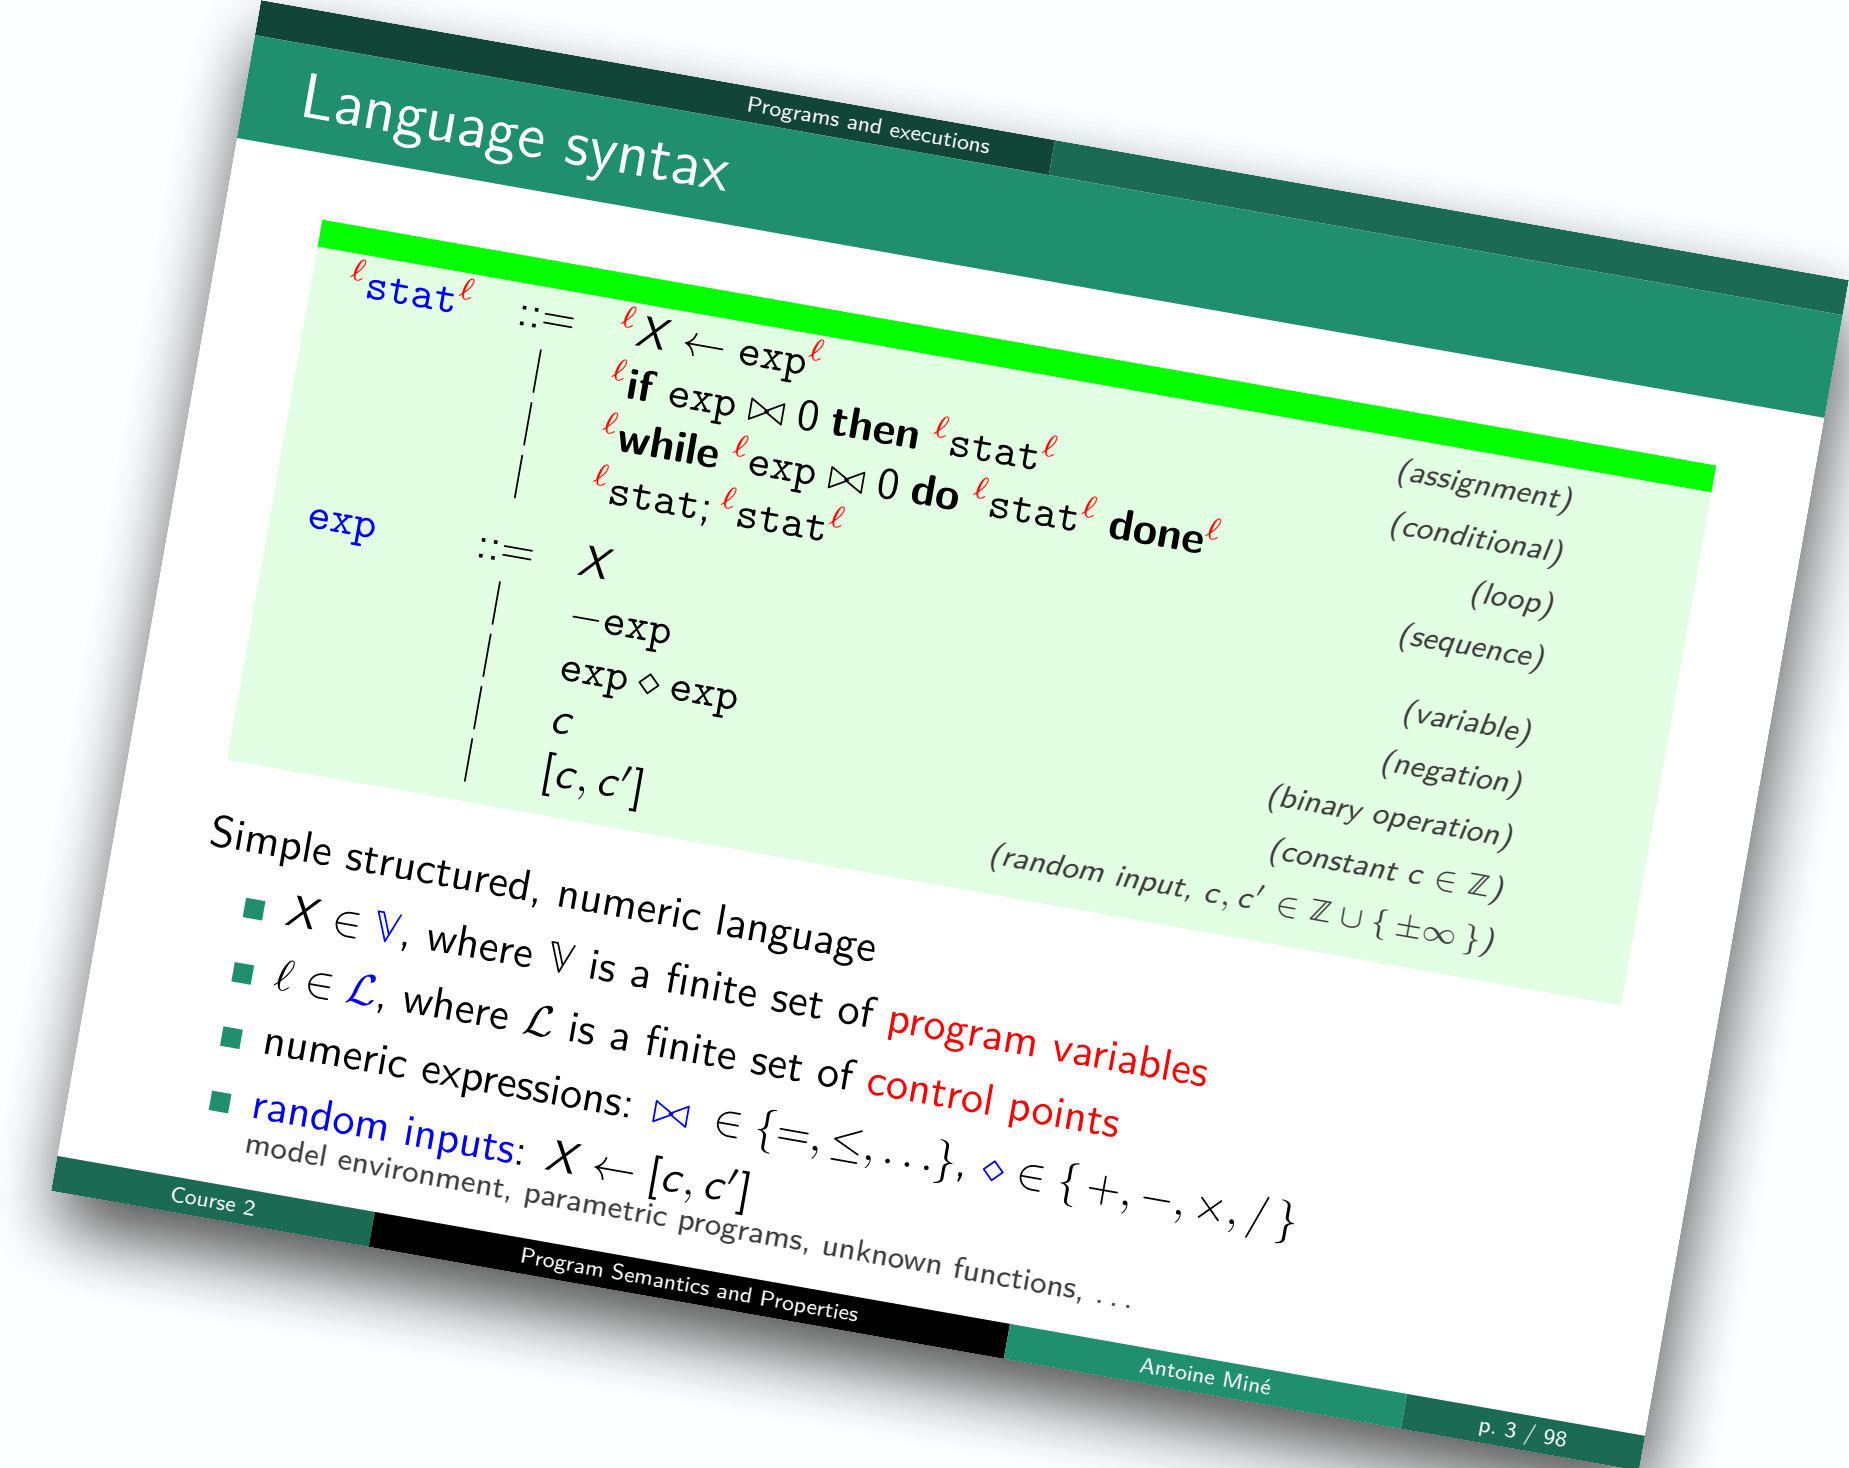 Programs and executions
Language syntax
ℓstatℓ ::= ℓX ← expℓ (assignment)
| ℓif exp ⋈ 0 then ℓstatℓ (conditional)
| ℓwhile ℓexp ⋈ 0 do ℓstatℓ doneℓ (loop)
| ℓstat; ℓstatℓ (sequence)
exp ::= X (variable)
| −exp (negation)
| exp ⋄ exp (binary operation)
| c (constant c ∈ ℤ)
| [c, c′] (random input, c, c′ ∈ ℤ ∪ { ±∞ })
Simple structured, numeric language
■ X ∈ 𝕍, where 𝕍 is a finite set of program variables
■ ℓ ∈ ℒ, where ℒ is a finite set of control points
■ numeric expressions: ⋈ ∈ {=, ≤, ...}, ⋄ ∈ { +, −, ×, / }
■ random inputs: X ← [c, c′]
model environment, parametric programs, unknown functions, ...
Course 2
Program Semantics and Properties
Antoine Miné
p. 3 / 98